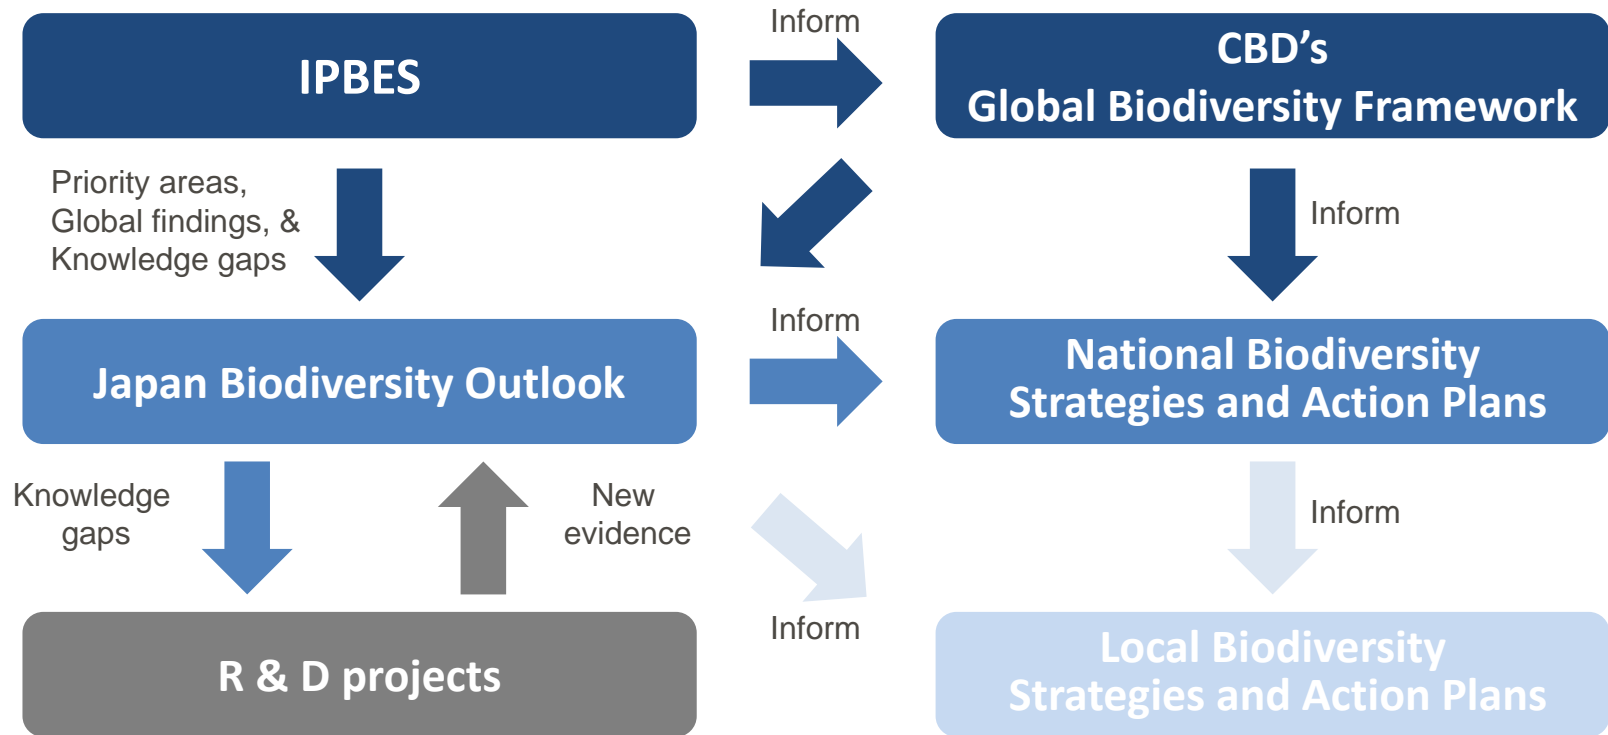 Inform
IPBES
CBD’s
Global Biodiversity Framework
Priority areas,
Global findings, &
Knowledge gaps
Inform
Inform
Japan Biodiversity Outlook
National Biodiversity
Strategies and Action Plans
Knowledge
gaps
New
evidence
Inform
Inform
R & D projects
Local Biodiversity
Strategies and Action Plans